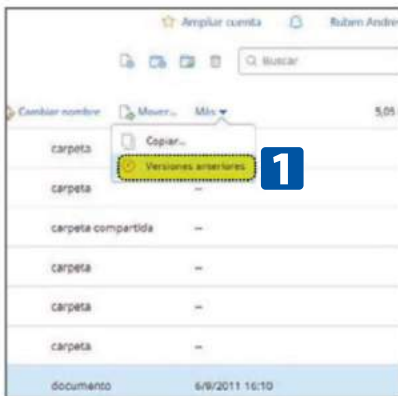 Ampliar cuenta Ruben Andre
Buscar
Cambiar nombre Mover... Más
5,05
Copiar...
carpeta
Versiones anteriores
1
carpeta --
carpeta compartida --
carpeta --
carpeta --
carpeta --
documento 6/9/2011 16:10